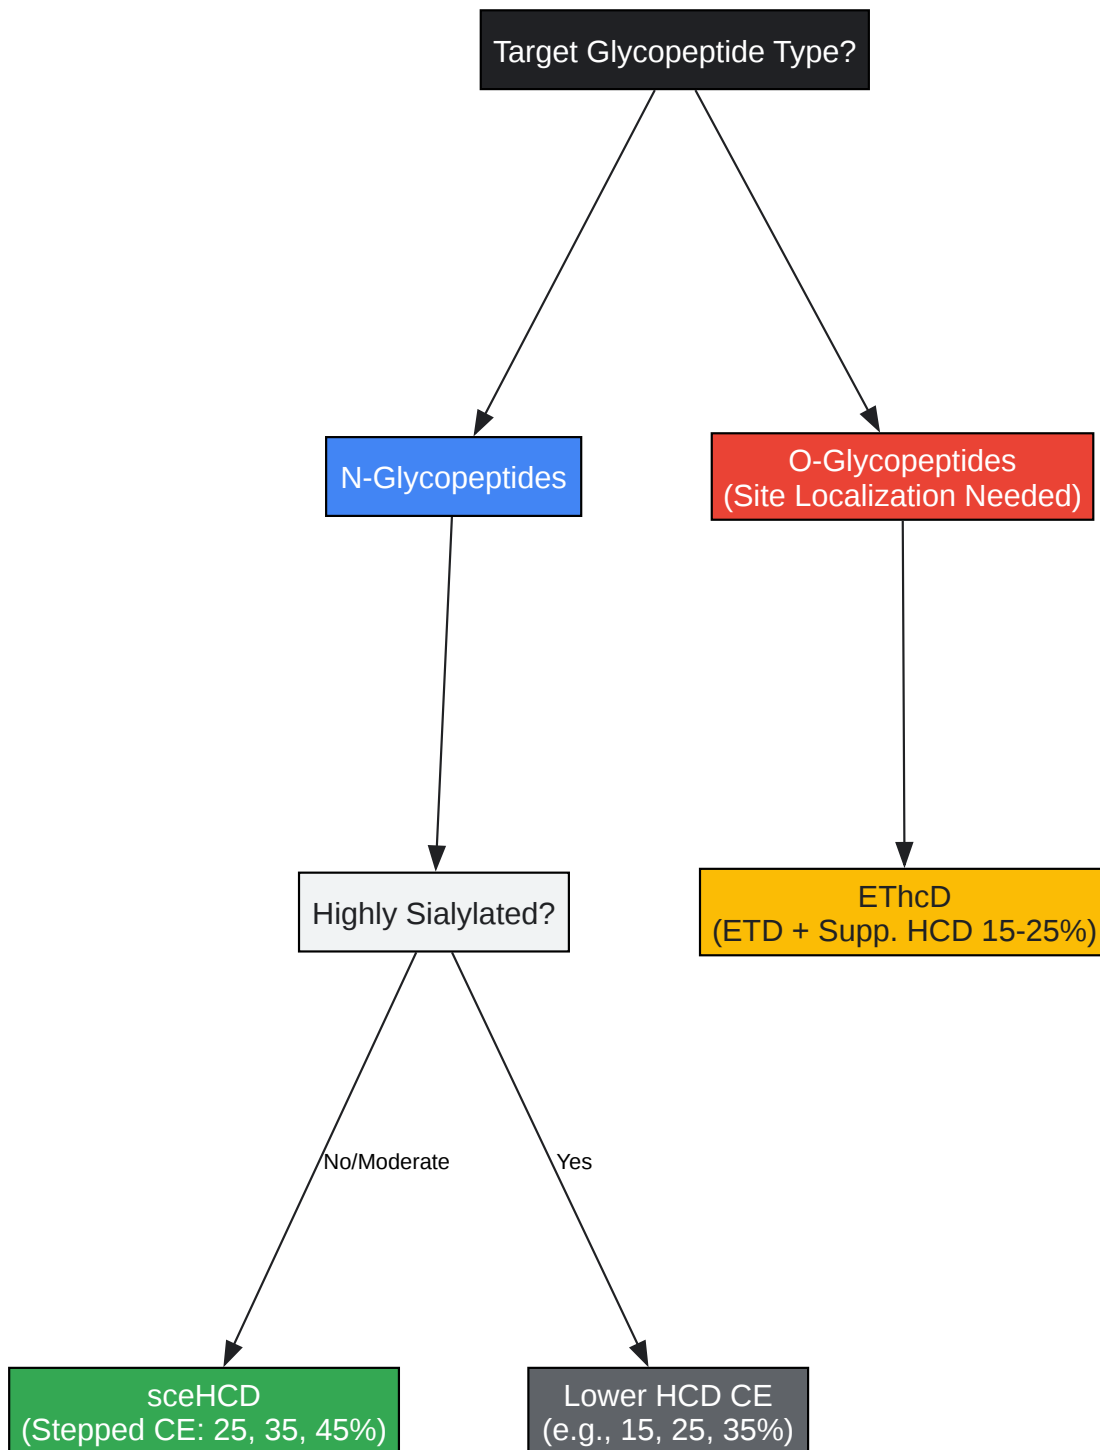 Target Glycopeptide Type?
N-Glycopeptides
O-Glycopeptides
(Site Localization Needed)
Highly Sialylated?
EThcD
(ETD + Supp. HCD 15-25%)
No/Moderate
Yes
sceHCD
(Stepped CE: 25, 35, 45%)
Lower HCD CE
(e.g., 15, 25, 35%)